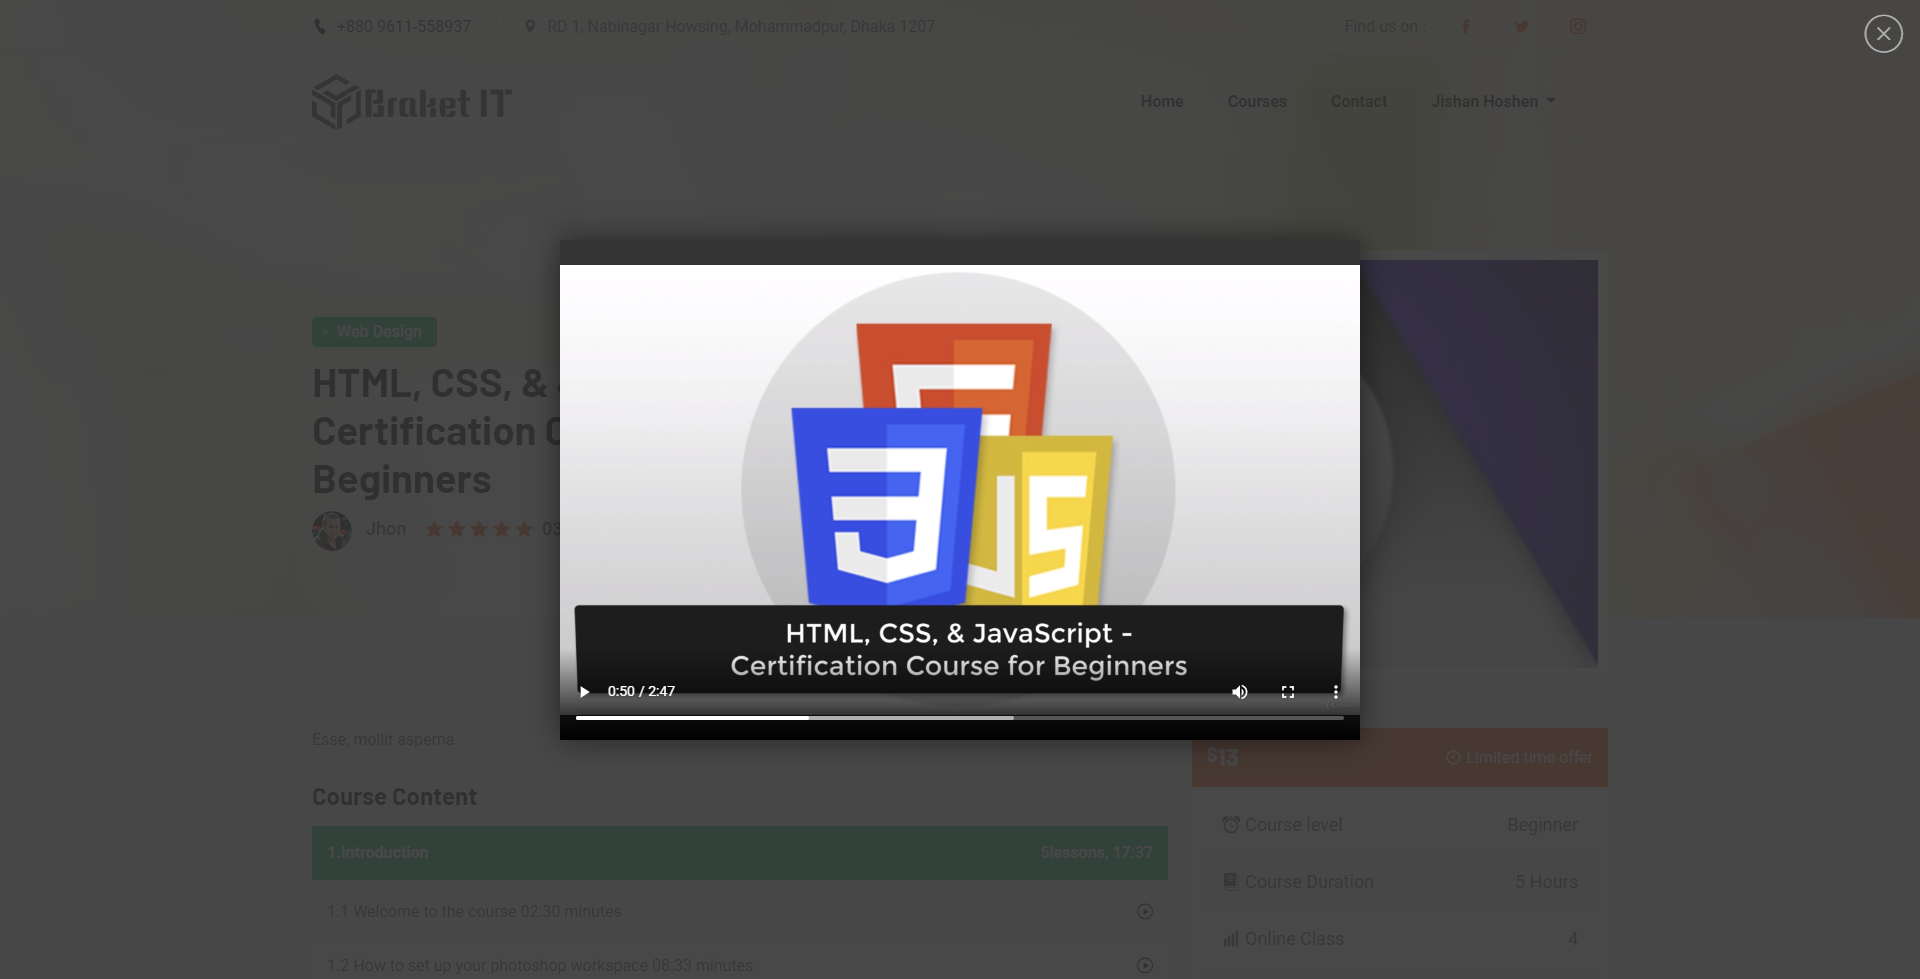 +880 9611-558937
RD 1, Nabinagar Howsing, Mohammadpur, Dhaka 1207
Find us on :
Braket IT
Home
Courses
Contact
Jishan Hoshen
Web Design
HTML, CSS, &
Certification
Beginners
Jhon
03
JS
HTML, CSS, & JavaScript -
Certification Course for Beginners
0:50 / 2:47
Esse, mollit asperna.
$13
Limited time offer
Course Content
1.Introduction
5lessons, 17:37
Course level
Beginner
1.1 Welcome to the course 02:30 minutes
Course Duration
5 Hours
Online Class
4
1.2 How to set up your photoshop workspace 08:33 minutes